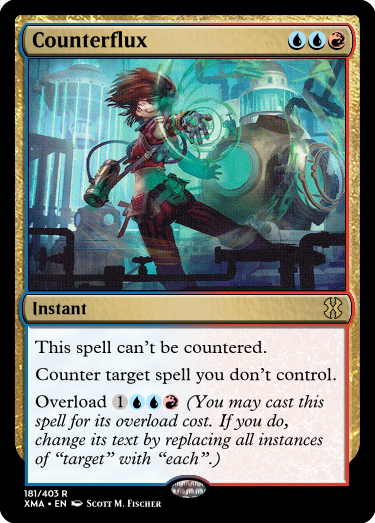 Counterflux
Instant
This spell can't be countered.
Counter target spell you don't control.
Overload 1 (You may cast this
spell for its overload cost. If you do,
change its text by replacing all instances
of “target” with “each”.)
181/403 R
XMA • EN Scott M. Fischer